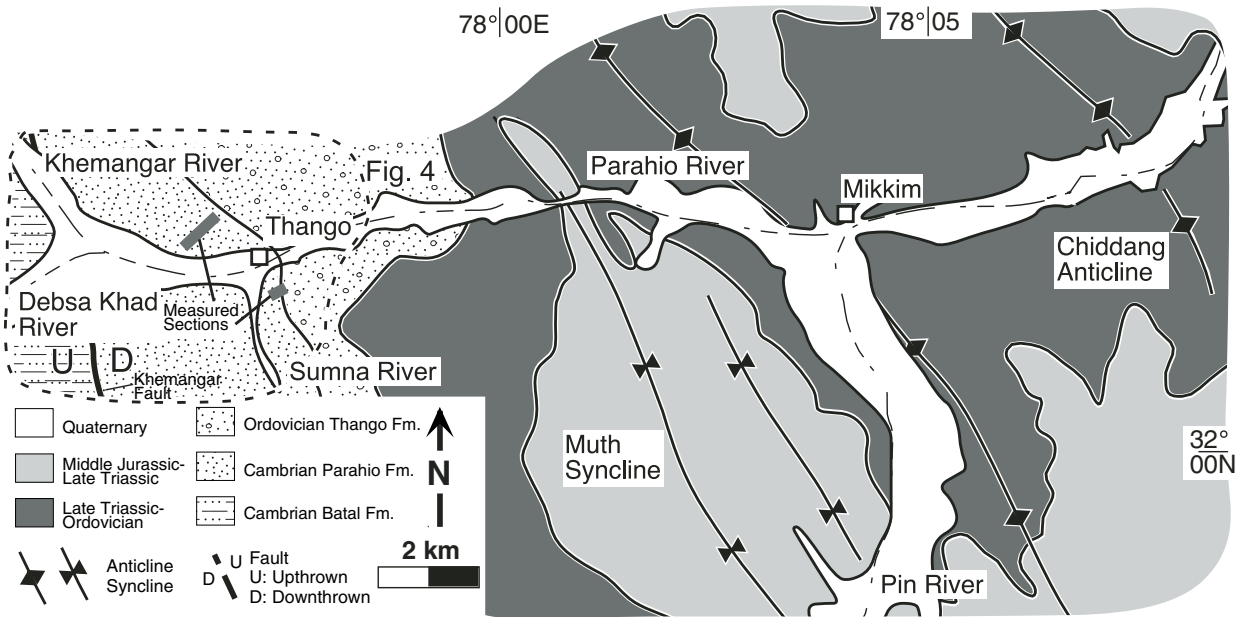 78° 00E
78° 05
Khemangar River
Fig. 4
Parahio River
Mikkim
Thango
Chiddang
Anticline
Debsa Khad
River
Measured
Sections
U D
Khemangar
Fault
Sumna River
Muth
Syncline
32°
00N
Pin River
Quaternary
Middle Jurassic-
Late Triassic
Late Triassic-
Ordovician
Ordovician Thango Fm.
Cambrian Parahio Fm.
Cambrian Batal Fm.
N
2 km
Anticline
Syncline
U
D
Fault
U: Upthrown
D: Downthrown